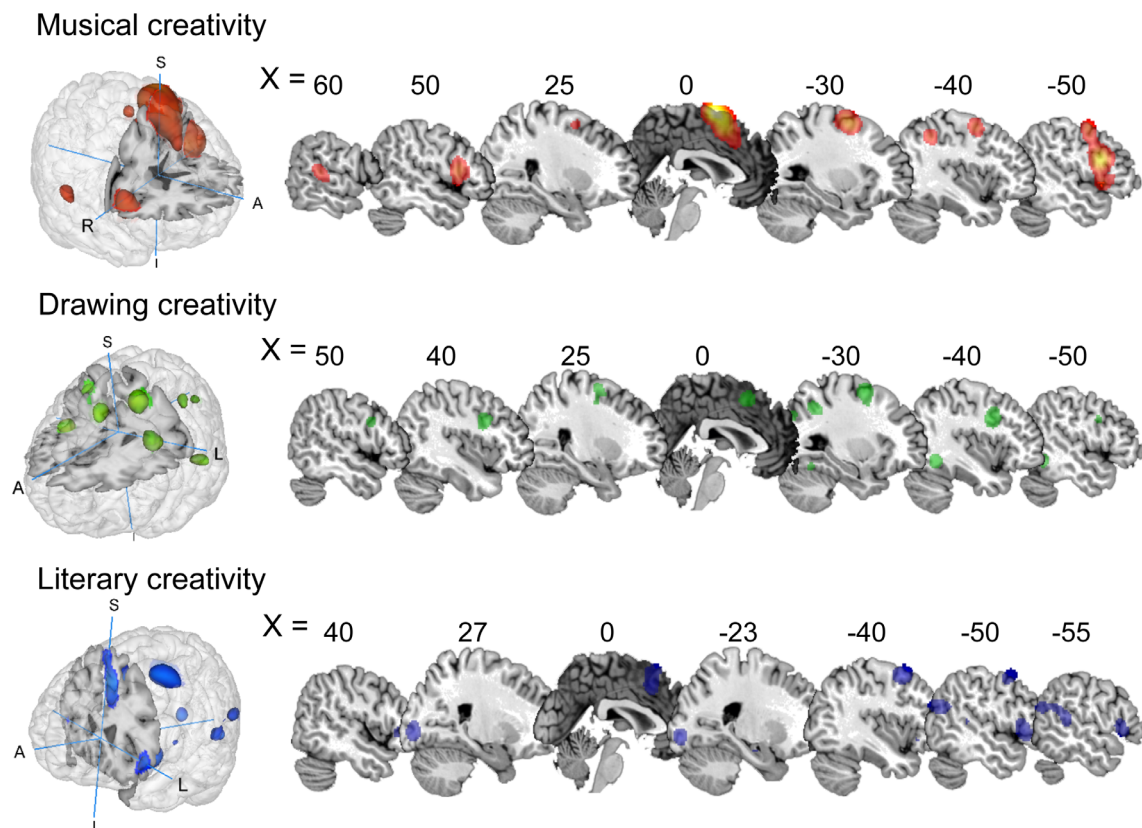 Musical creativity
X = 60 50 25 0 -30 -40 -50
S
A
R
I
Drawing creativity
X = 50 40 25 0 -30 -40 -50
S
L
A
I
Literary creativity
X = 40 27 0 -23 -40 -50 -55
S
A
L
I